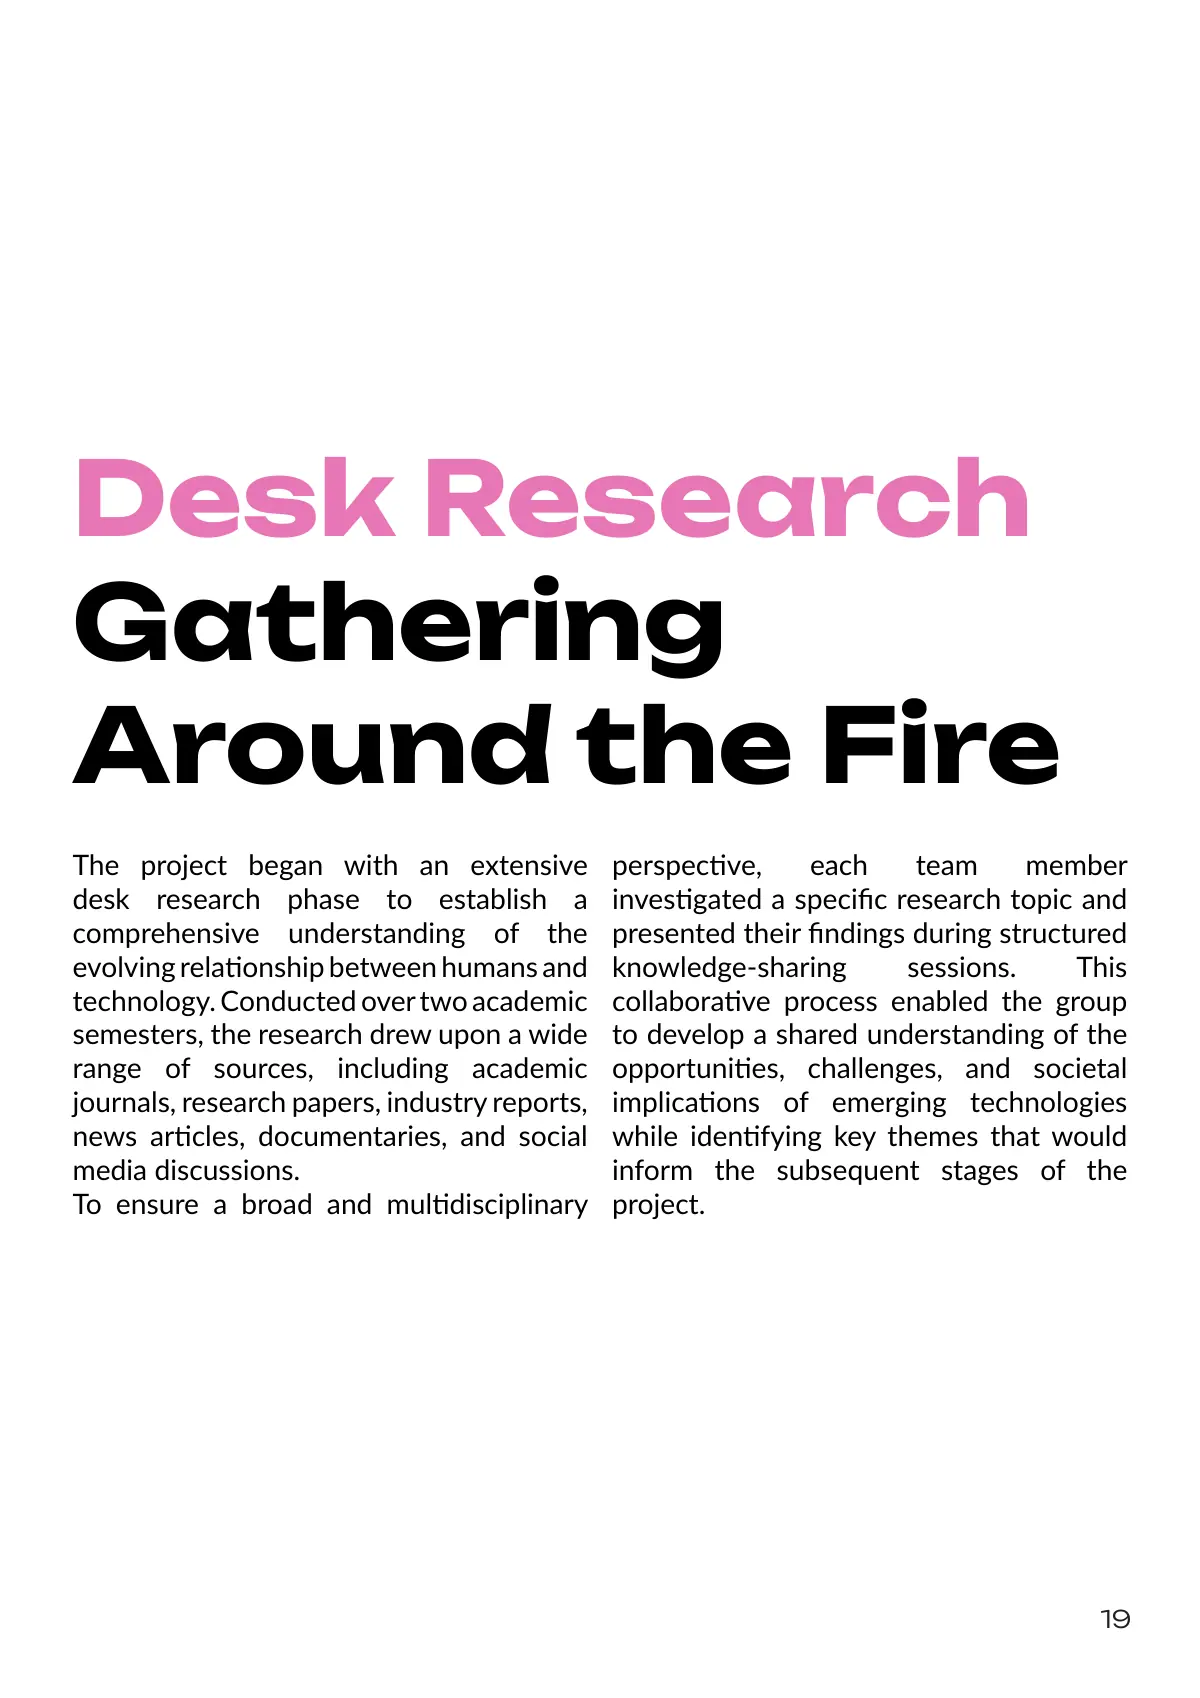 Desk Research
Gathering
Around the Fire
The project began with an extensive
desk research phase to establish a
comprehensive understanding of the
evolving relationship between humans and
technology. Conducted over two academic
semesters, the research drew upon a wide
range of sources, including academic
journals, research papers, industry reports,
news articles, documentaries, and social
media discussions.
To ensure a broad and multidisciplinary
perspective, each team member
investigated a specific research topic and
presented their findings during structured
knowledge-sharing sessions. This
collaborative process enabled the group
to develop a shared understanding of the
opportunities, challenges, and societal
implications of emerging technologies
while identifying key themes that would
inform the subsequent stages of the
project.
19